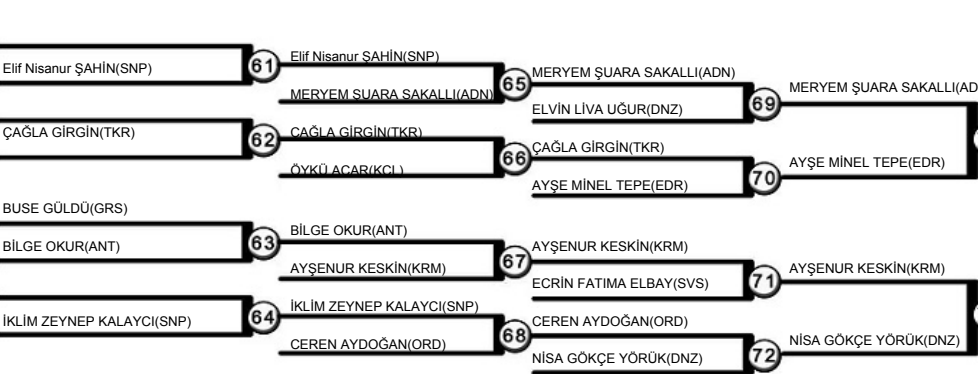 Elif Nisanur ŞAHİN(SNP)
61
Elif Nisanur ŞAHİN(SNP)
MERYEM ŞUARA SAKALLI(ADN)
65
MERYEM ŞUARA SAKALLI(ADN)
ELVİN LİVA UĞUR(DNZ)
69
MERYEM ŞUARA SAKALLI(AD
ÇAĞLA GİRGİN(TKR)
62
ÇAĞLA GİRGİN(TKR)
ÖYKÜ ACAR(KCL)
66
ÇAĞLA GİRGİN(TKR)
AYŞE MİNEL TEPE(EDR)
70
AYŞE MİNEL TEPE(EDR)
BUSE GÜLDÜ(GRS)
BİLGE OKUR(ANT)
63
BİLGE OKUR(ANT)
AYŞENUR KESKİN(KRM)
67
AYŞENUR KESKİN(KRM)
ECRİN FATIMA ELBAY(SVS)
71
AYŞENUR KESKİN(KRM)
İKLİM ZEYNEP KALAYCI(SNP)
64
İKLİM ZEYNEP KALAYCI(SNP)
CEREN AYDOĞAN(ORD)
68
CEREN AYDOĞAN(ORD)
NİSA GÖKÇE YÖRÜK(DNZ)
72
NİSA GÖKÇE YÖRÜK(DNZ)